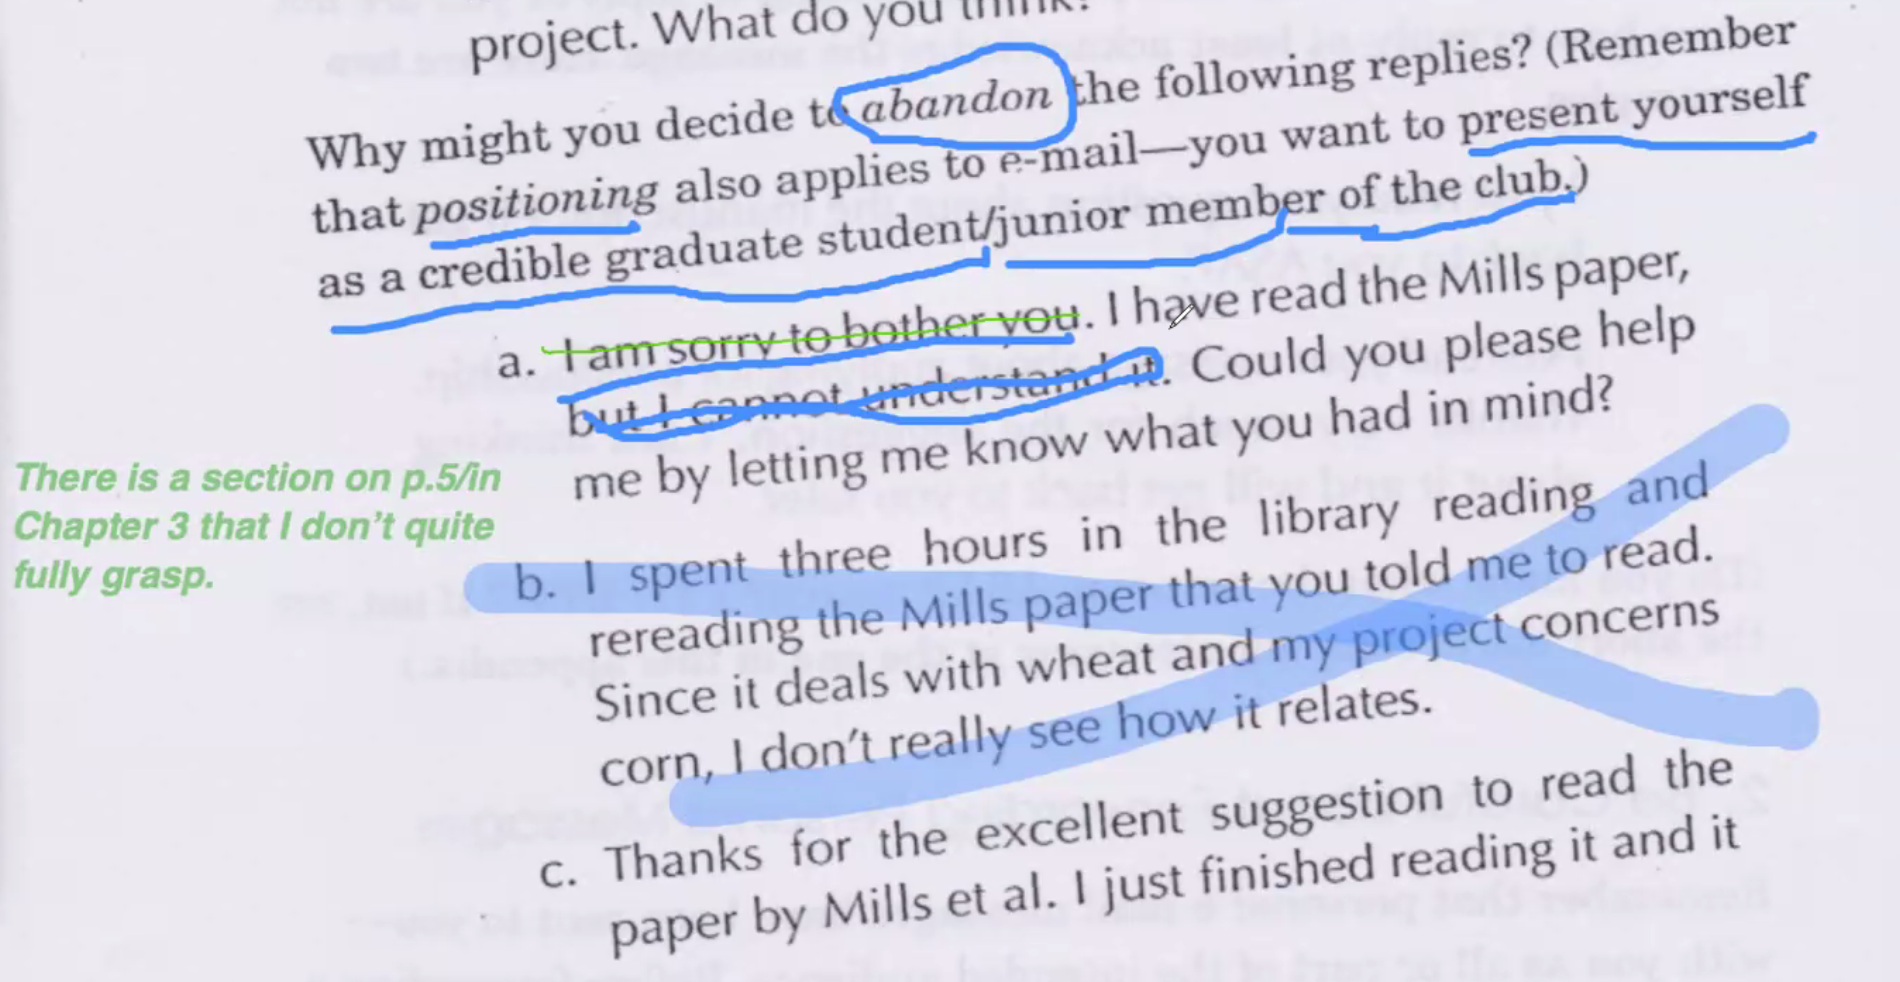 project. What do you think?
Why might you decide to abandon the following replies? (Remember
that positioning also applies to e-mail—you want to present yourself
as a credible graduate student/junior member of the club.)
a. I am sorry to bother you. I have read the Mills paper,
but I cannot understand it. Could you please help
me by letting me know what you had in mind?
There is a section on p.5/in
Chapter 3 that I don't quite
fully grasp.
b. I spent three hours in the library reading and
rereading the Mills paper that you told me to read.
Since it deals with wheat and my project concerns
corn, I don't really see how it relates.
c. Thanks for the excellent suggestion to read the
paper by Mills et al. I just finished reading it and it